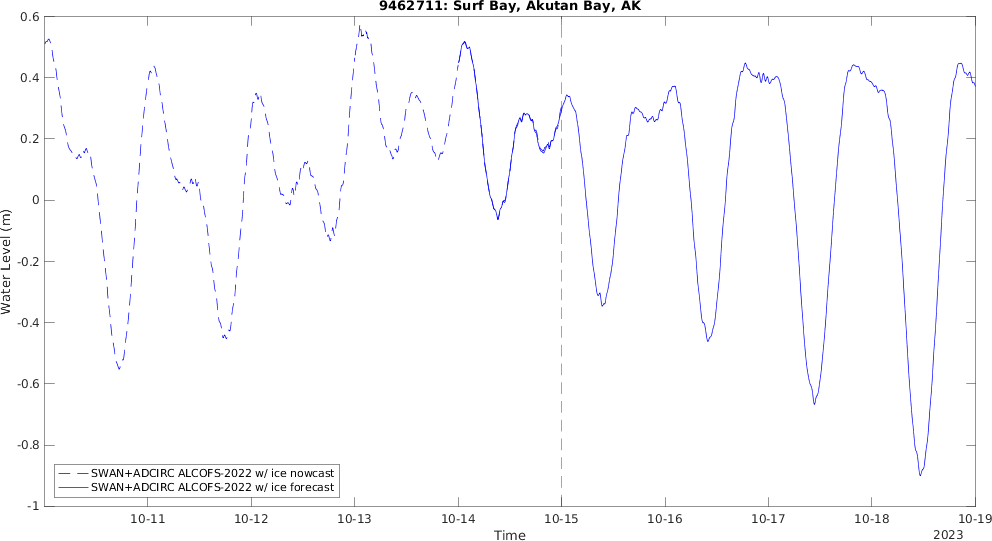 9462711: Surf Bay, Akutan Bay, AK
Water Level (m)
0.6
0.4
0.2
0
-0.2
-0.4
-0.6
-0.8
-1
SWAN+ADCIRC ALCOFS-2022 w/ ice nowcast
SWAN+ADCIRC ALCOFS-2022 w/ ice forecast
10-11 10-12 10-13 10-14 10-15 10-16 10-17 10-18 10-19
Time
2023